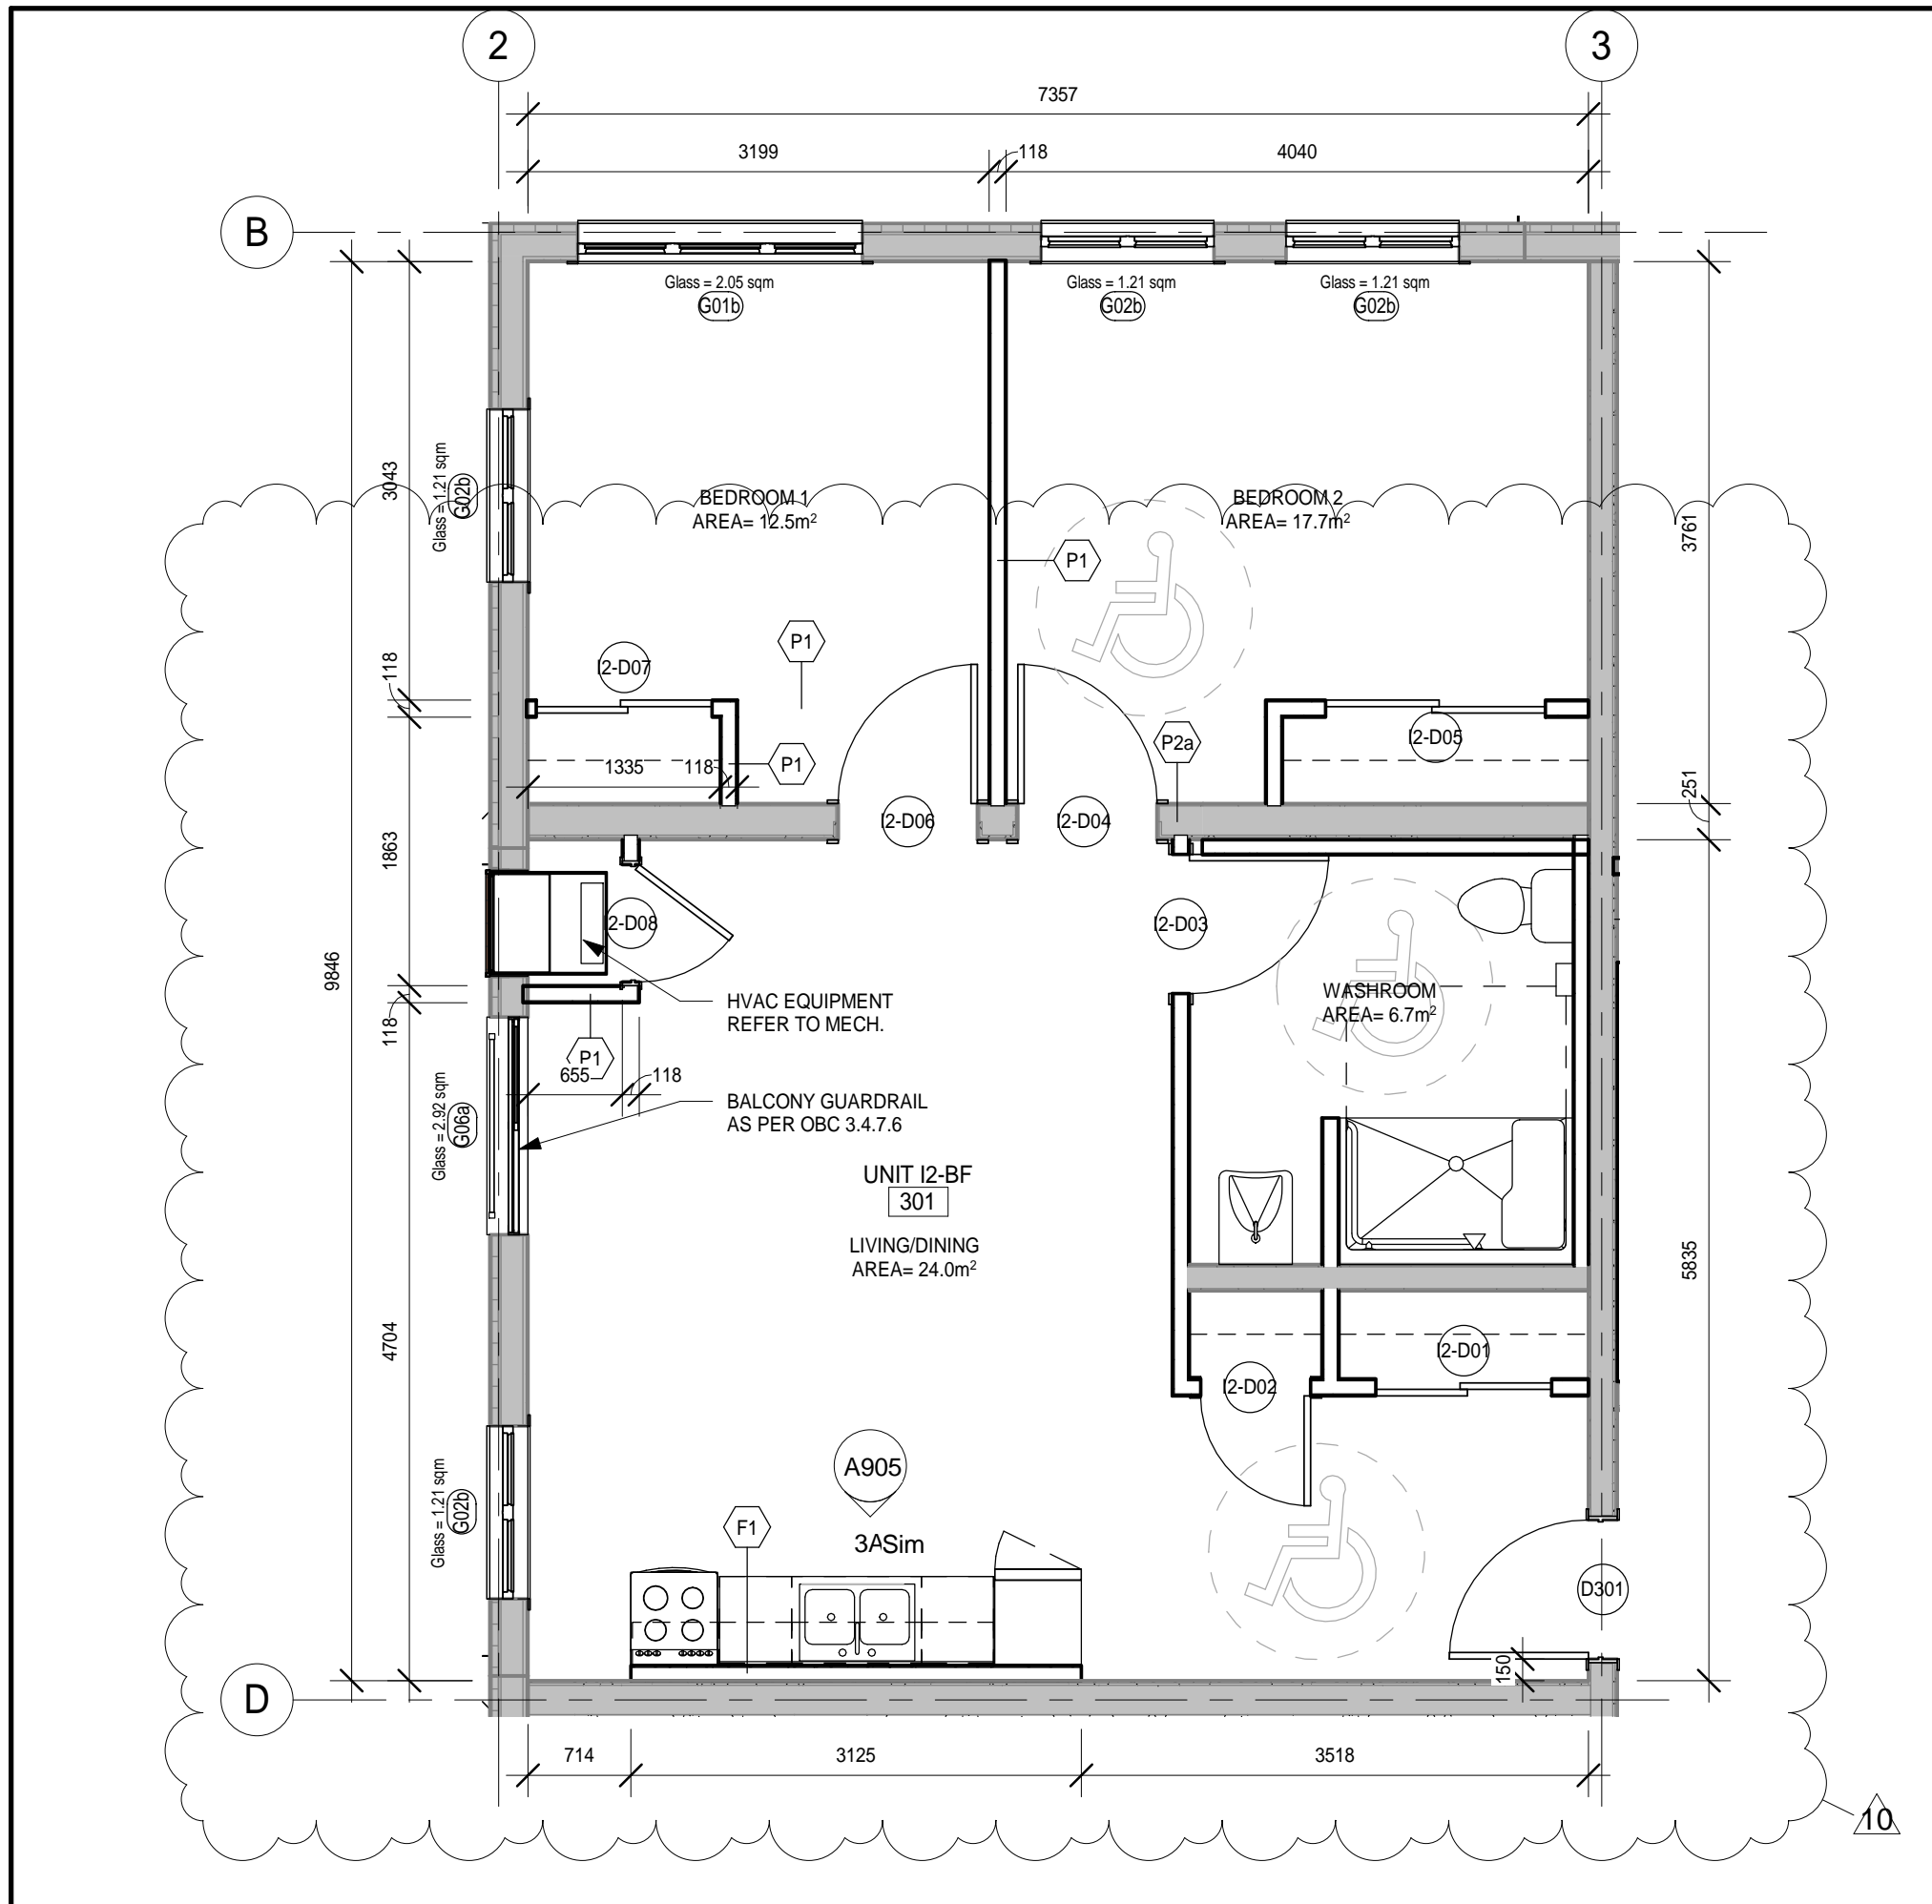 2
3
7357
3199
118
4040
B
Glass = 2.05 sqm
G01b
Glass = 1.21 sqm
G02b
Glass = 1.21 sqm
G02b
3043
Glass = 1.21 sqm
G02b
BEDROOM 1
AREA= 12.5m²
BEDROOM 2
AREA= 17.7m²
3761
P1
P1
118
I2-D07
P2a
I2-D05
P1
1335
118
251
I2-D06
I2-D04
1863
I2-D08
I2-D03
9846
HVAC EQUIPMENT
REFER TO MECH.
WASHROOM
AREA= 6.7m²
118
P1
655
118
BALCONY GUARDRAIL
AS PER OBC 3.4.7.6
Glass = 2.92 sqm
G06a
UNIT I2-BF
301
LIVING/DINING
AREA= 24.0m²
5835
4704
I2-D01
I2-D02
A905
3A
Sim
Glass = 1.21 sqm
G02b
F1
D301
150
D
714
3125
3518
10